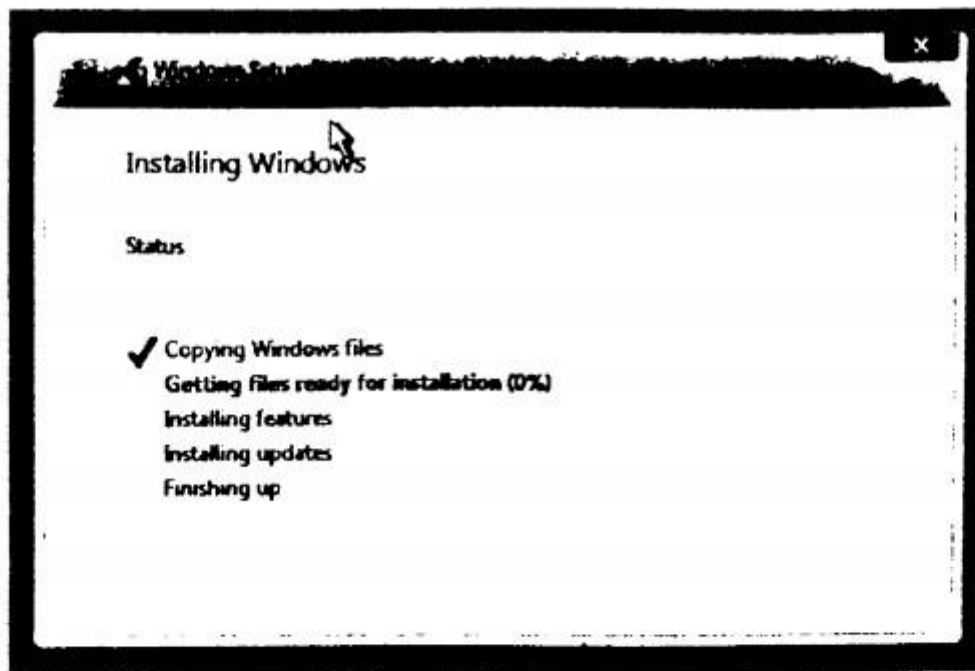 Windows Setup
Installing Windows
Status
Copying Windows files
Getting files ready for installation (0%)
Installing features
Installing updates
Finishing up